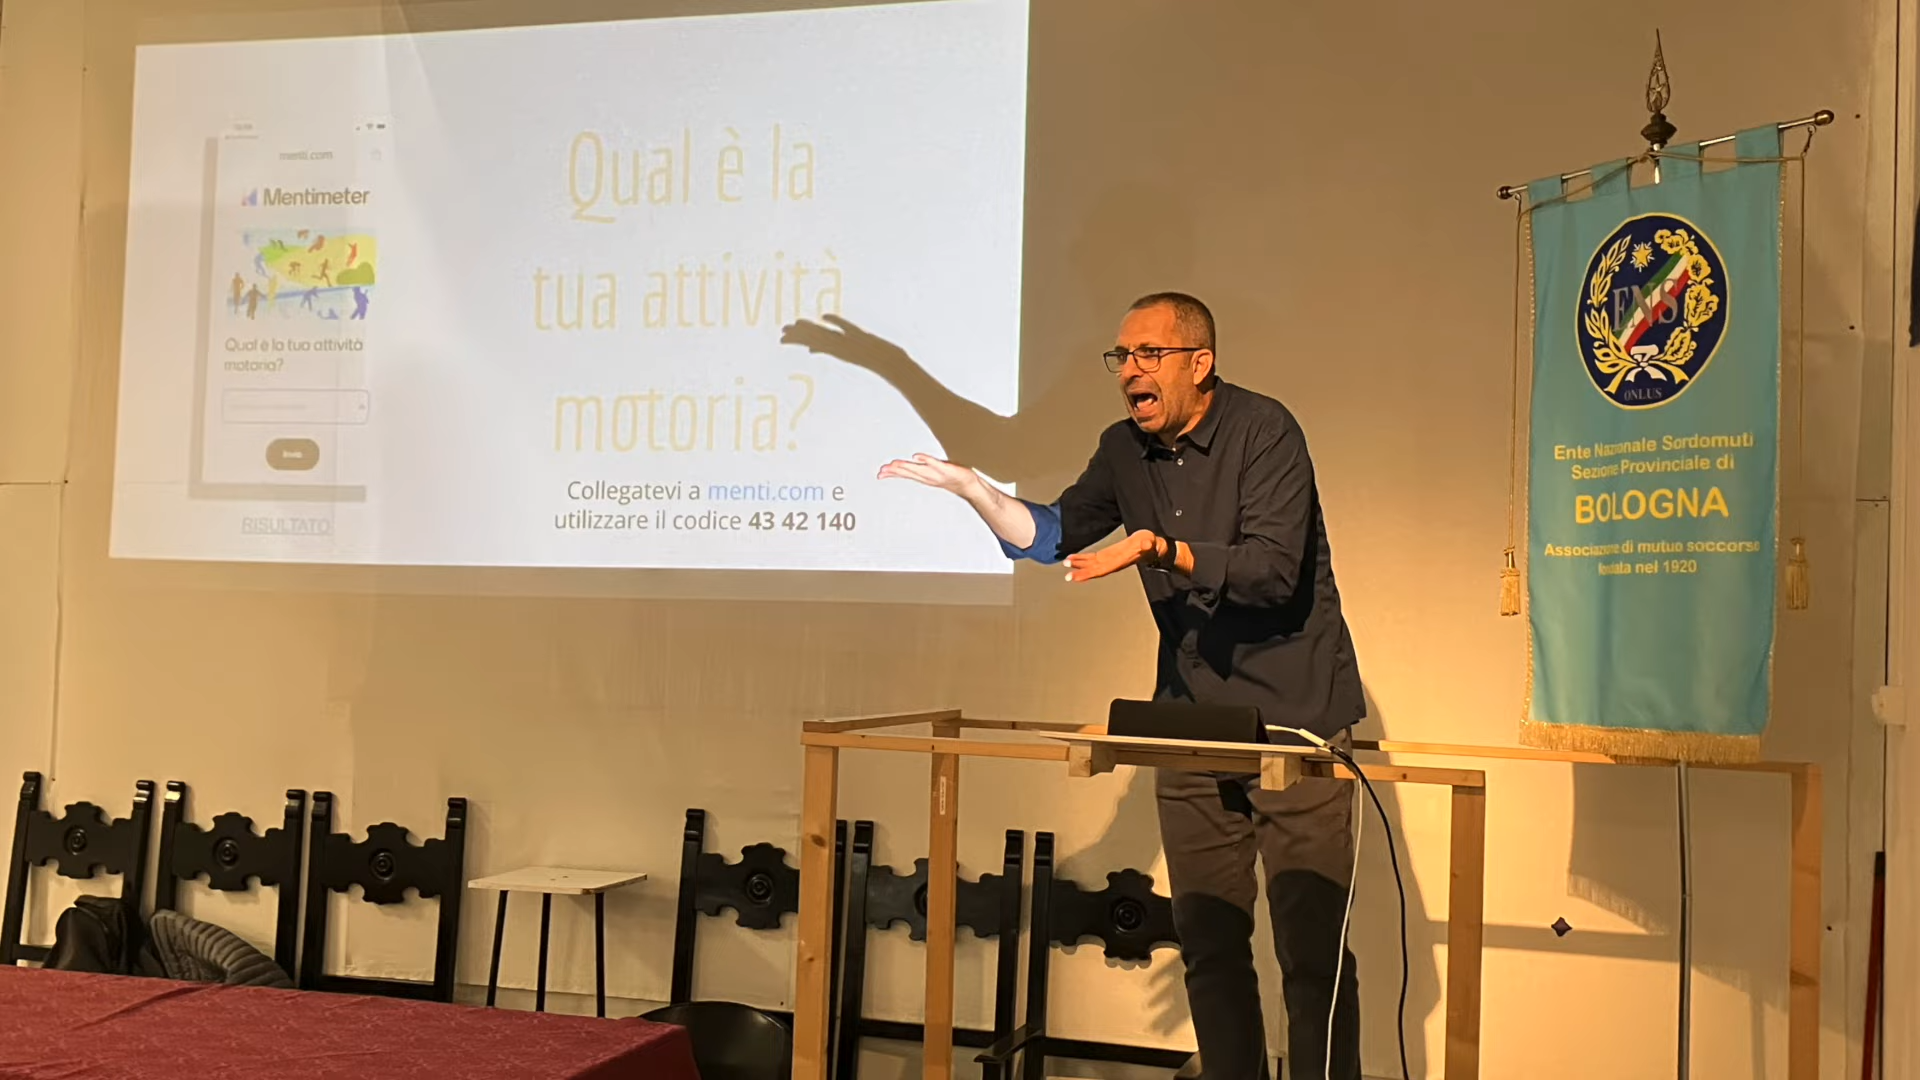 menti.com
Mentimeter
Qual è la tua attività
motoria?
RISULTATO
Qual è la
tua attività
motoria?
Collegatevi a menti.com e
utilizzare il codice 43 42 140
ENS
ONLUS
Ente Nazionale Sordomuti
Sezione Provinciale di
BOLOGNA
Associazione di mutuo soccorso
fondata nel 1920